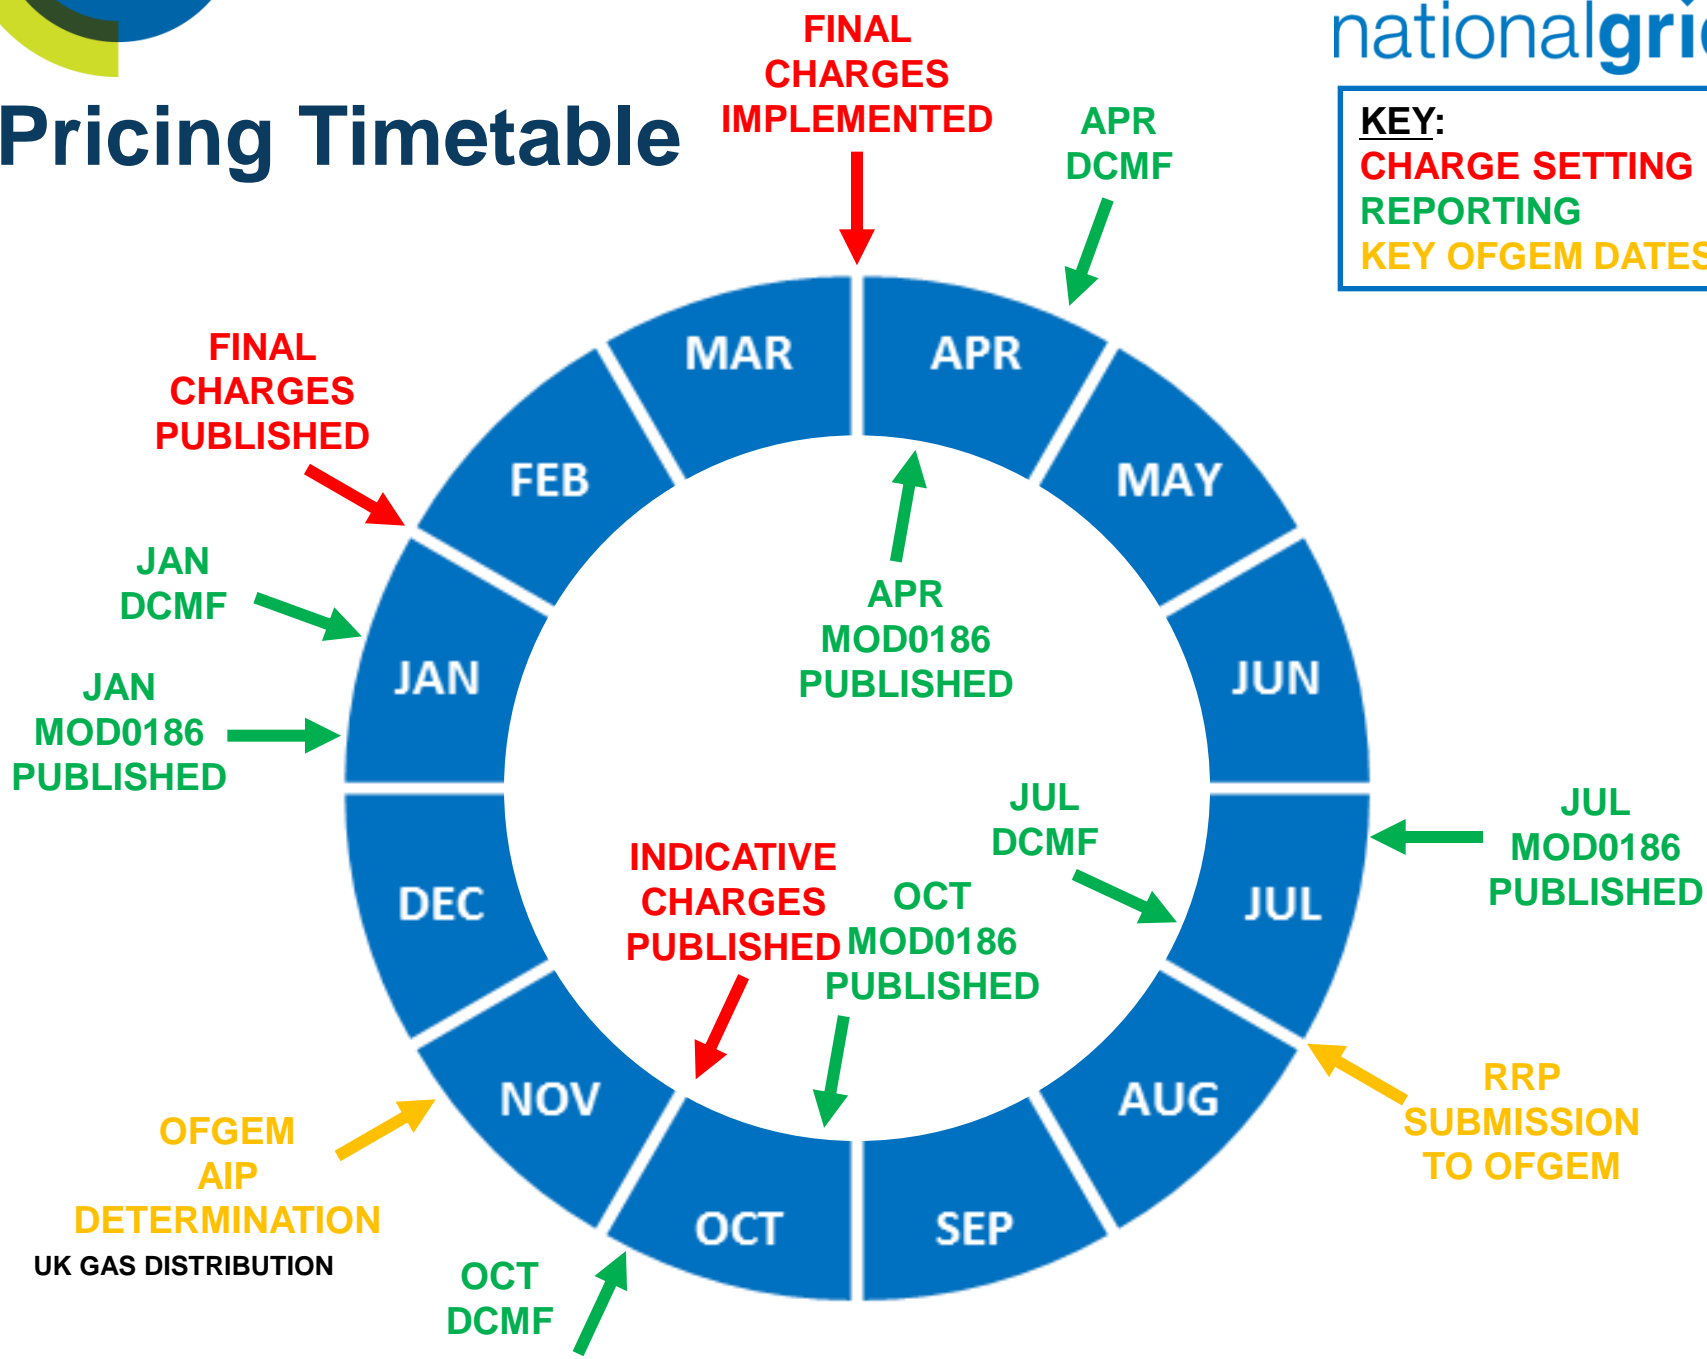 nationalgrid
Pricing Timetable
KEY:
CHARGE SETTING
REPORTING
KEY OFGEM DATES
FINAL
CHARGES
IMPLEMENTED
APR
DCMF
FINAL
CHARGES
PUBLISHED
MAR
APR
FEB
MAY
JAN
DCMF
APR
MOD0186
PUBLISHED
JAN
JUN
JAN
MOD0186
PUBLISHED
JUL
DCMF
JUL
MOD0186
PUBLISHED
INDICATIVE
CHARGES
PUBLISHED
OCT
MOD0186
PUBLISHED
DEC
JUL
NOV
AUG
RRP
SUBMISSION
TO OFGEM
OFGEM
AIP
DETERMINATION
OCT
SEP
UK GAS DISTRIBUTION
OCT
DCMF